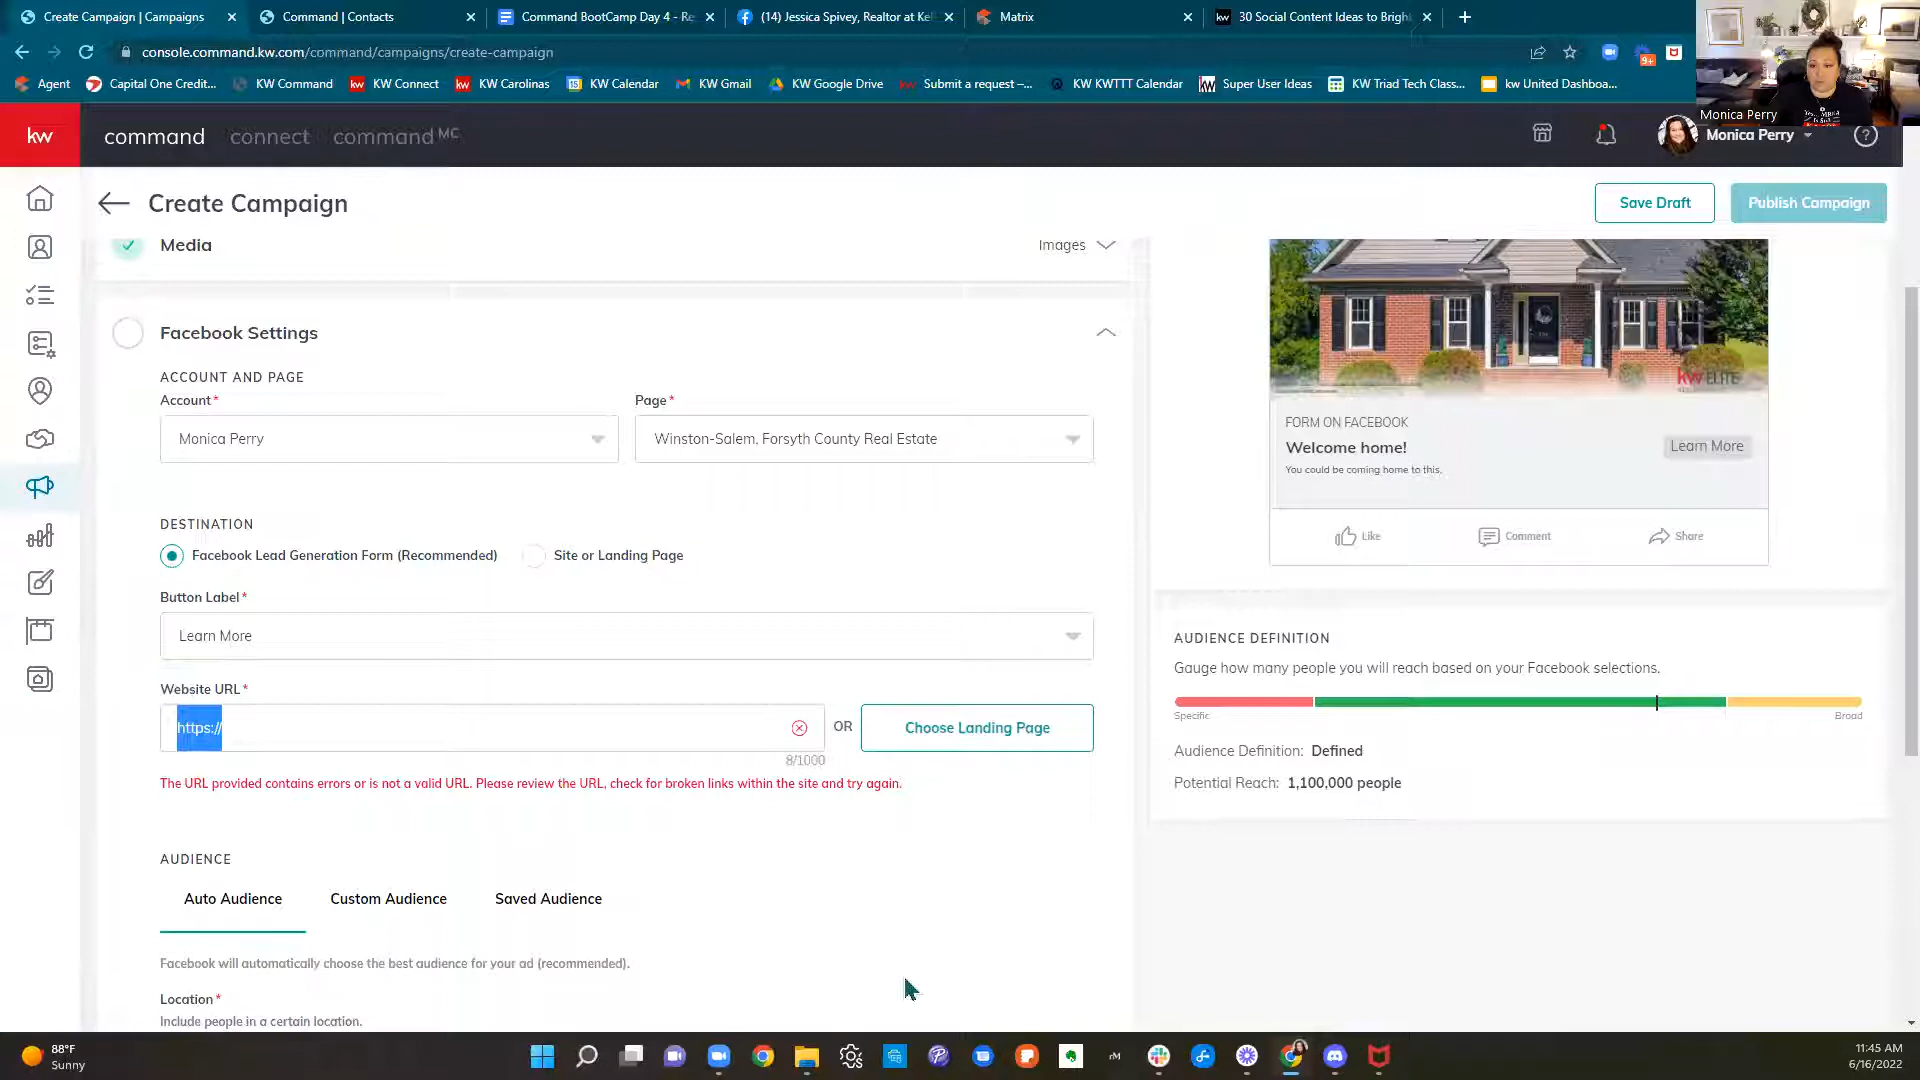 Create Campaign | Campaigns
Command | Contacts
Command BootCamp Day 4 - Re
(14) Jessica Spivey, Realtor at Kel
Matrix
kw 30 Social Content Ideas to Brigh
console.command.kw.com/command/campaigns/create-campaign
9+
Agent
Capital One Credit...
KW Command
KW Connect
KW Carolinas
KW Calendar
KW Gmail
KW Google Drive
Submit a request –...
KW KWTTT Calendar
Super User Ideas
KW Triad Tech Class...
kw United Dashboa...
Monica Perry
kw
command
connect
command MC
Monica Perry
Create Campaign
Save Draft
Publish Campaign
Media
Images
Facebook Settings
ACCOUNT AND PAGE
Account*
Page*
Monica Perry
Winston-Salem, Forsyth County Real Estate
DESTINATION
Facebook Lead Generation Form (Recommended)
Site or Landing Page
Button Label*
Learn More
Website URL*
https://
OR
Choose Landing Page
8/1000
The URL provided contains errors or is not a valid URL. Please review the URL, check for broken links within the site and try again.
AUDIENCE
Auto Audience
Custom Audience
Saved Audience
Facebook will automatically choose the best audience for your ad (recommended).
Location*
Include people in a certain location.
kw ELITE
FORM ON FACEBOOK
Welcome home!
Learn More
You could be coming home to this.
Like
Comment
Share
AUDIENCE DEFINITION
Gauge how many people you will reach based on your Facebook selections.
Specific
Broad
Audience Definition: Defined
Potential Reach: 1,100,000 people
88°F
Sunny
rM
11:45 AM
6/16/2022